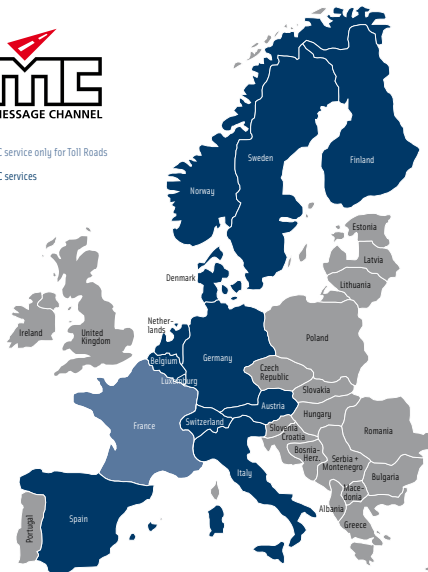 MC
MESSAGE CHANNEL
C service only for Toll Roads
C services
Sweden
Finland
Norway
Estonia
Latvia
Lithuania
Denmark
Nether-
lands
Ireland
United
Kingdom
Poland
Belgium
Germany
Luxemburg
Czech
Republic
Slovakia
Austria
Hungary
Switzerland
Slovenia
Croatia
France
Romania
Bosnia-
Herz.
Serbia +
Montenegro
Italy
Bulgaria
Mace-
donia
Albania
Greece
Portugal
Spain